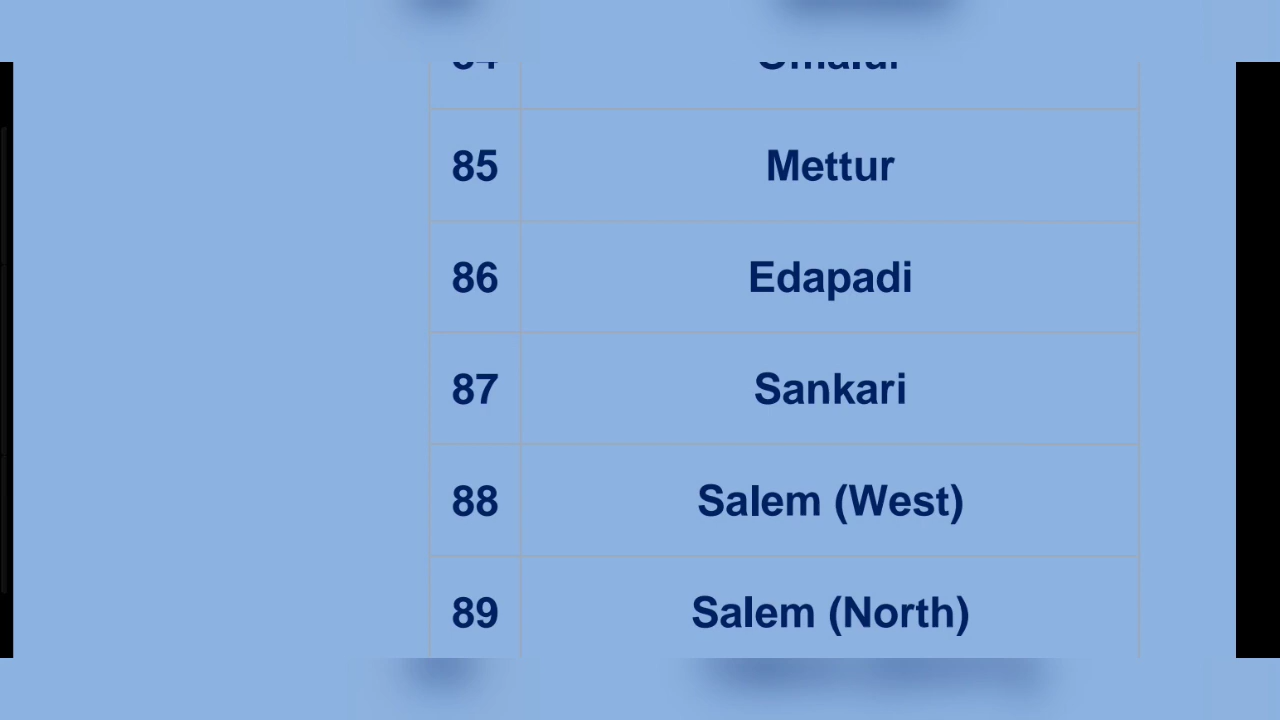 85 Mettur
86 Edapadi
87 Sankari
88 Salem (West)
89 Salem (North)